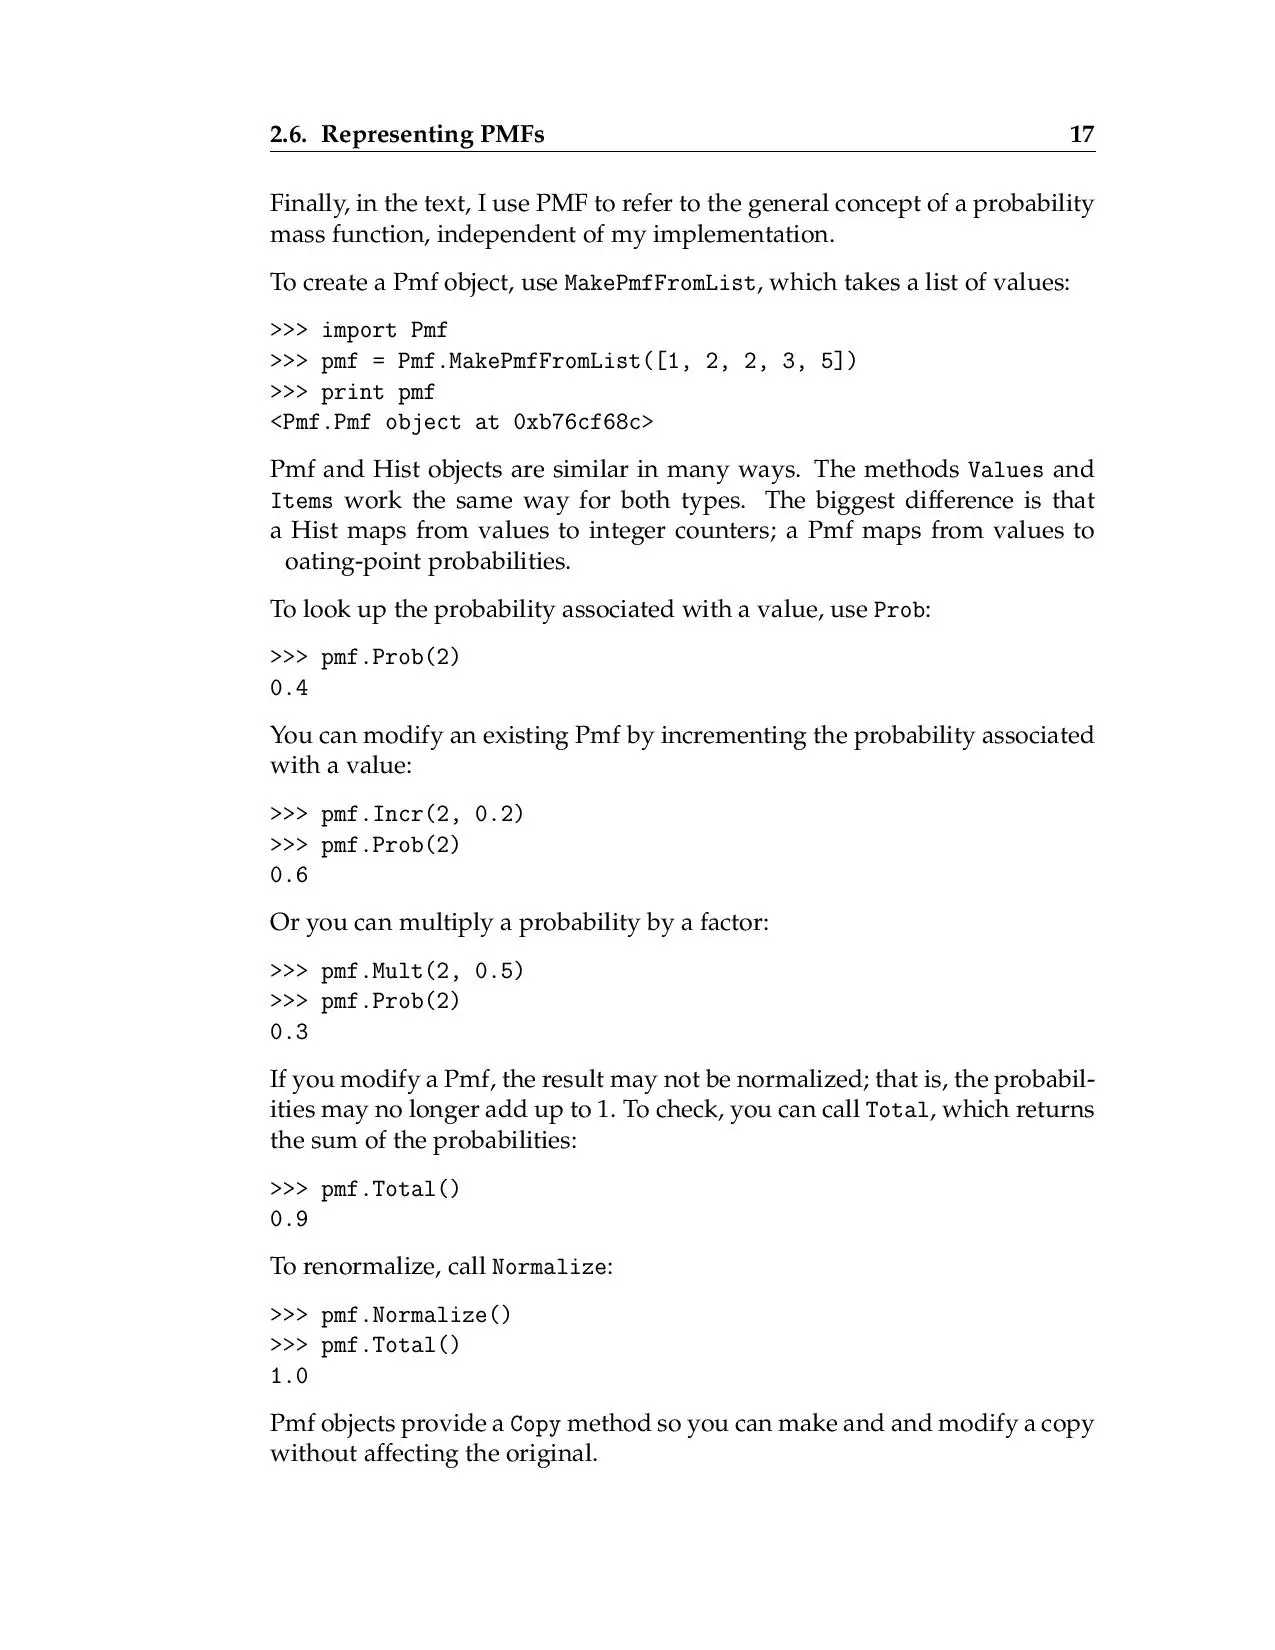 2.6. Representing PMFs 17
Finally, in the text, I use PMF to refer to the general concept of a probability
mass function, independent of my implementation.
To create a Pmf object, use MakePmfFromList, which takes a list of values:
>>> import Pmf
>>> pmf = Pmf.MakePmfFromList([1, 2, 2, 3, 5])
>>> print pmf
<Pmf.Pmf object at 0xb76cf68c>
Pmf and Hist objects are similar in many ways. The methods Values and
Items work the same way for both types. The biggest difference is that
a Hist maps from values to integer counters; a Pmf maps from values to
oating-point probabilities.
To look up the probability associated with a value, use Prob:
>>> pmf.Prob(2)
0.4
You can modify an existing Pmf by incrementing the probability associated
with a value:
>>> pmf.Incr(2, 0.2)
>>> pmf.Prob(2)
0.6
Or you can multiply a probability by a factor:
>>> pmf.Mult(2, 0.5)
>>> pmf.Prob(2)
0.3
If you modify a Pmf, the result may not be normalized; that is, the probabil-
ities may no longer add up to 1. To check, you can call Total, which returns
the sum of the probabilities:
>>> pmf.Total()
0.9
To renormalize, call Normalize:
>>> pmf.Normalize()
>>> pmf.Total()
1.0
Pmf objects provide a Copy method so you can make and and modify a copy
without affecting the original.